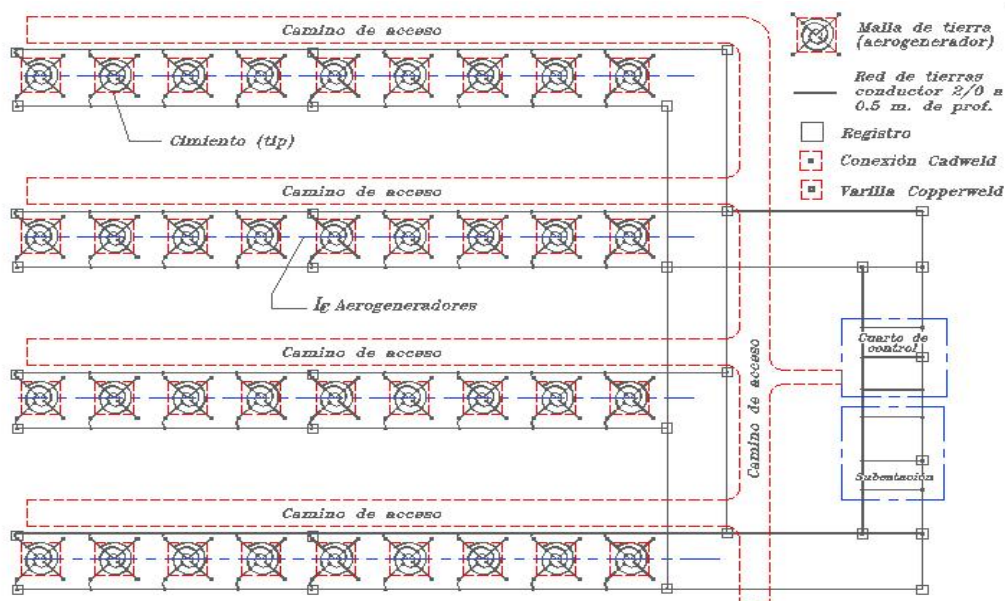 Camino de acceso
Malla de tierra
(aerogenerador)
Red de tierras
conductor 2/0 a
0.5 m. de prof.
Registro
Conexión Cadweld
Varilla Copperweld
Cimiento (tip)
Camino de acceso
Aerogeneradores
Camino de acceso
Camino de acceso
Cuarto de
control
Subentación
Camino de acceso